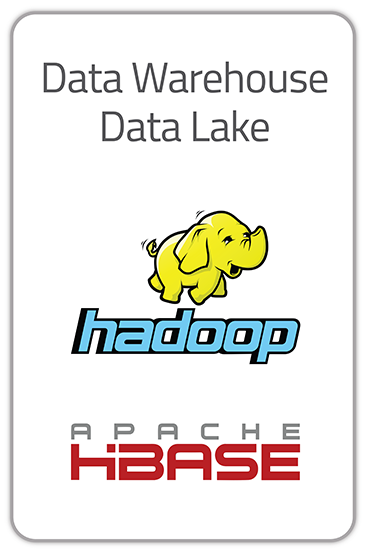 Data Warehouse
Data Lake
hadoop
APACHE
HBASE